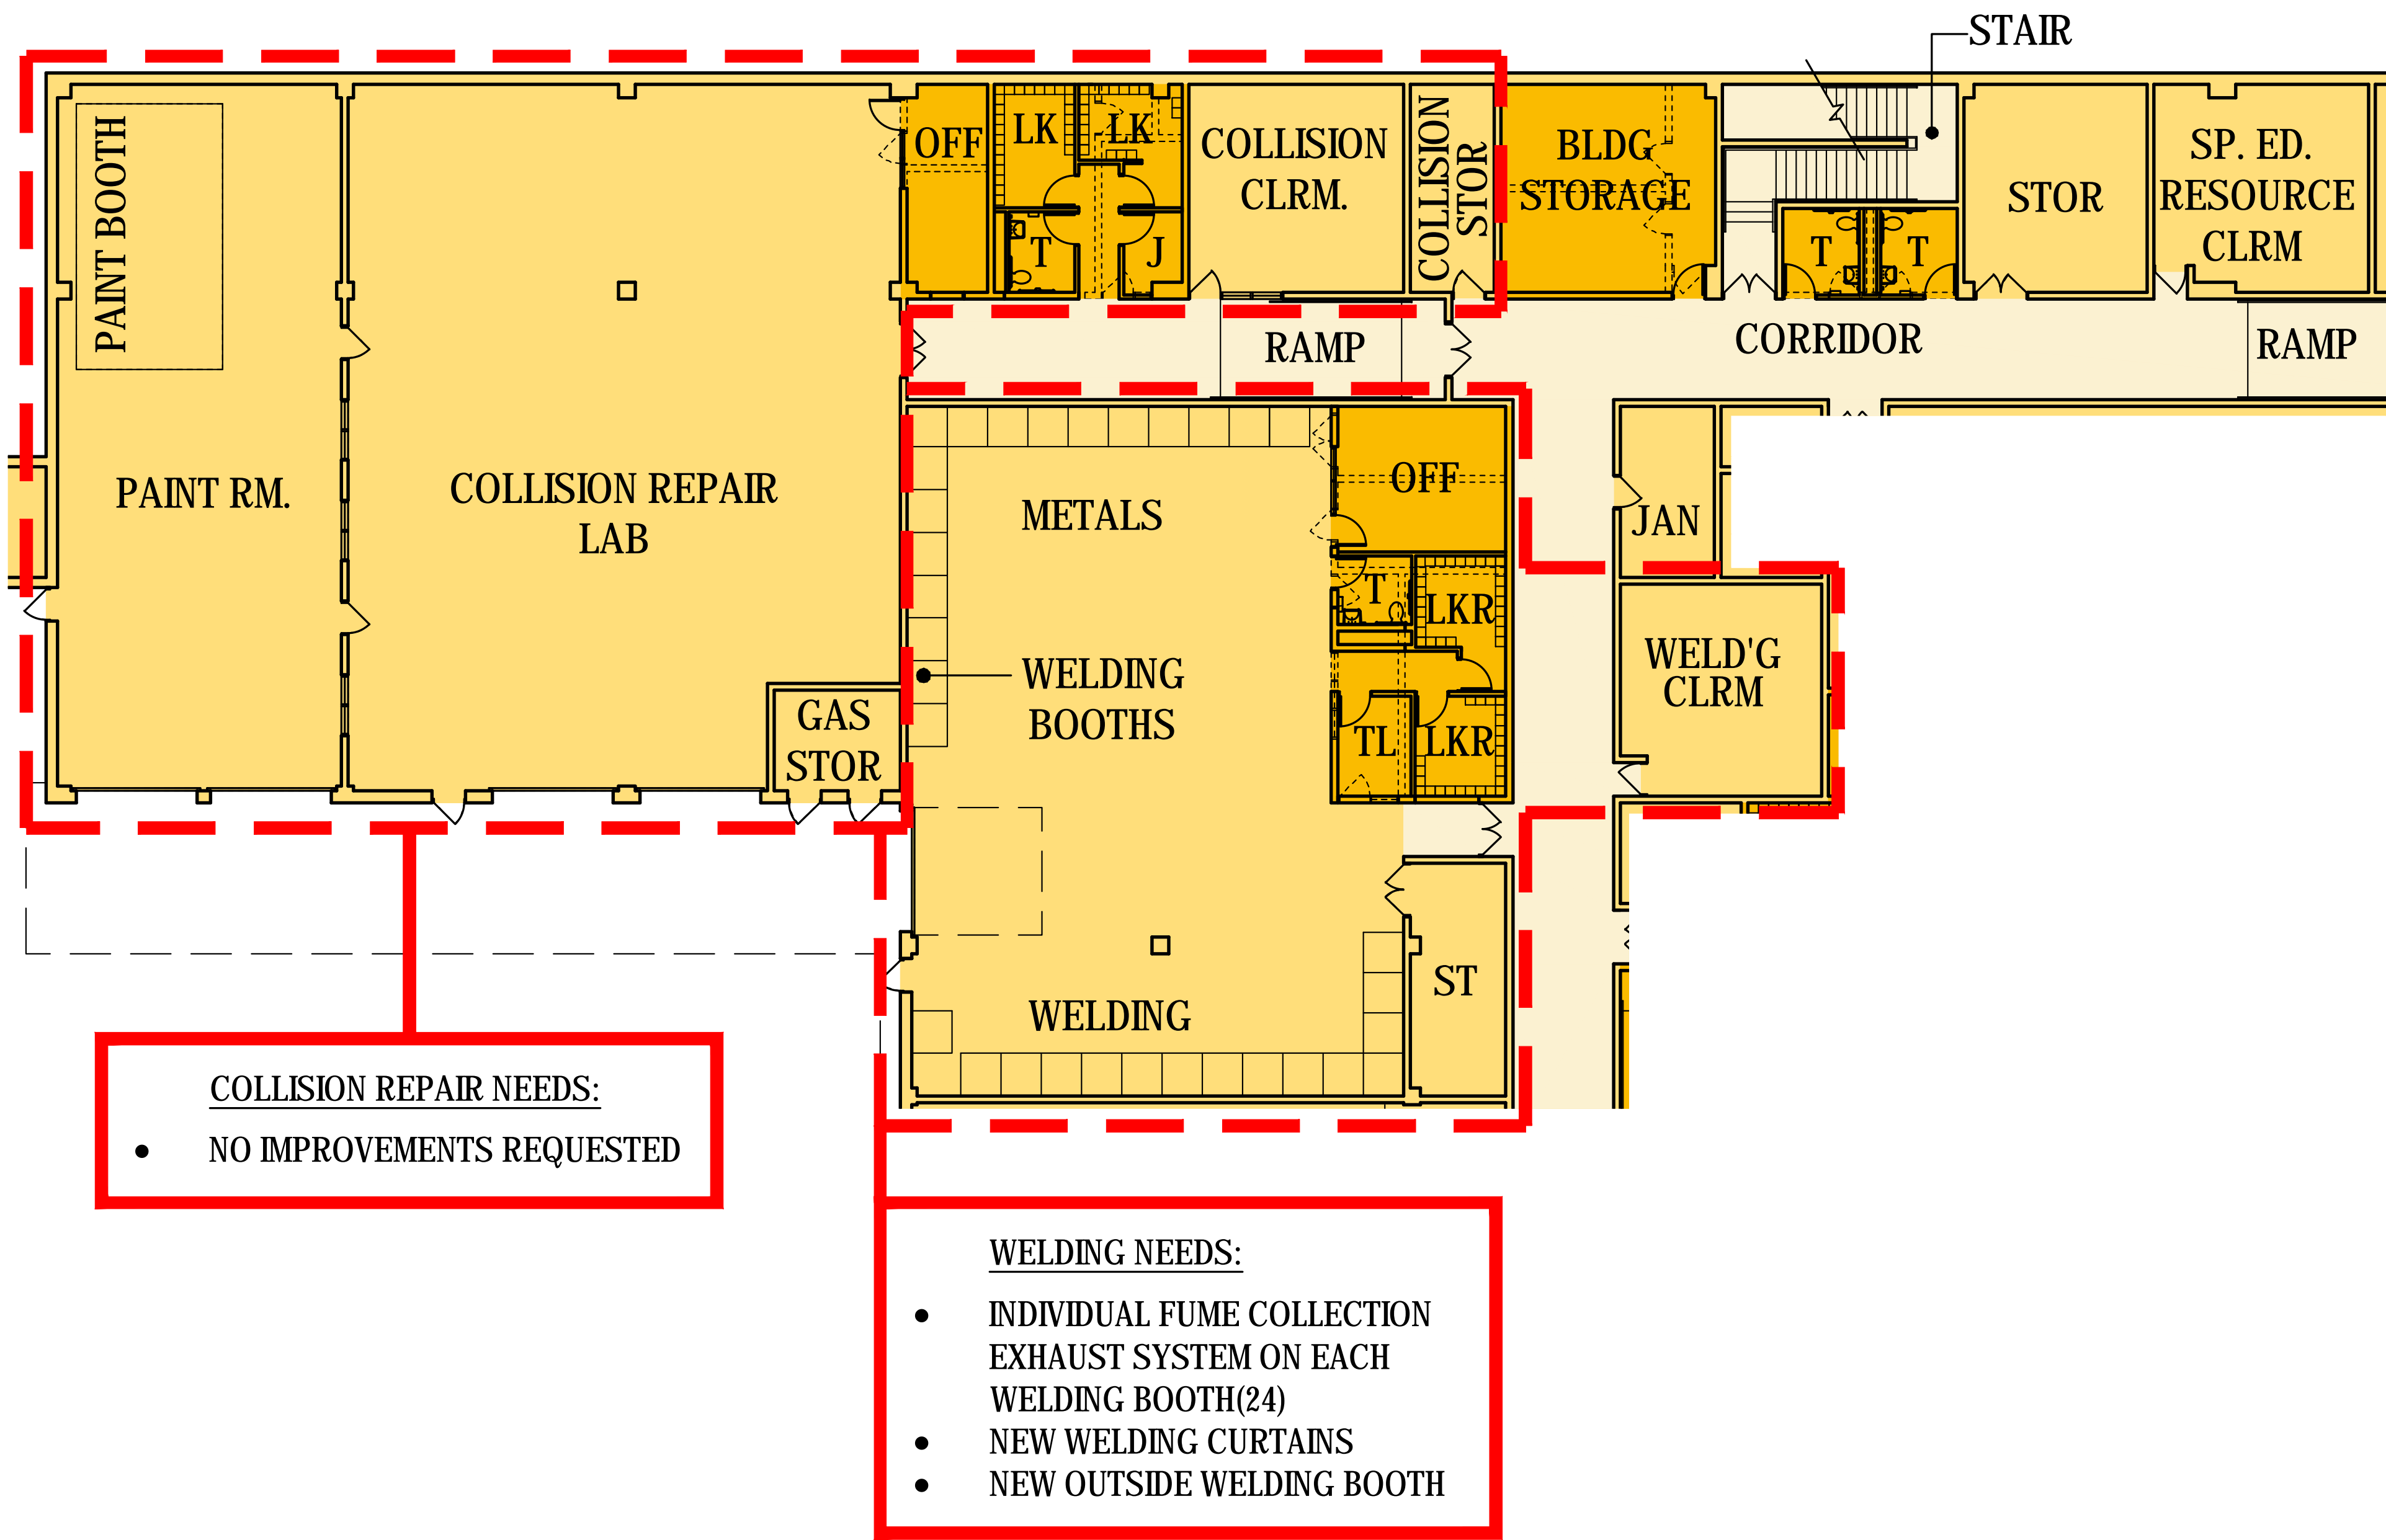 STAIR
PAINT BOOTH
OFF
LK
LK
COLLISION
CLRM.
COLLISION
STOR
BLDG
STORAGE
STOR
SP. ED.
RESOURCE
CLRM
T
J
T
T
RAMP
CORRIDOR
RAMP
PAINT RM.
COLLISION REPAIR
LAB
METALS
OFF
JAN
T
LKR
WELDING
BOOTHS
WELD'G
CLRM
GAS
STOR
TL
LKR
ST
WELDING
COLLISION REPAIR NEEDS:
• NO IMPROVEMENTS REQUESTED
WELDING NEEDS:
• INDIVIDUAL FUME COLLECTION
EXHAUST SYSTEM ON EACH
WELDING BOOTH(24)
• NEW WELDING CURTAINS
• NEW OUTSIDE WELDING BOOTH